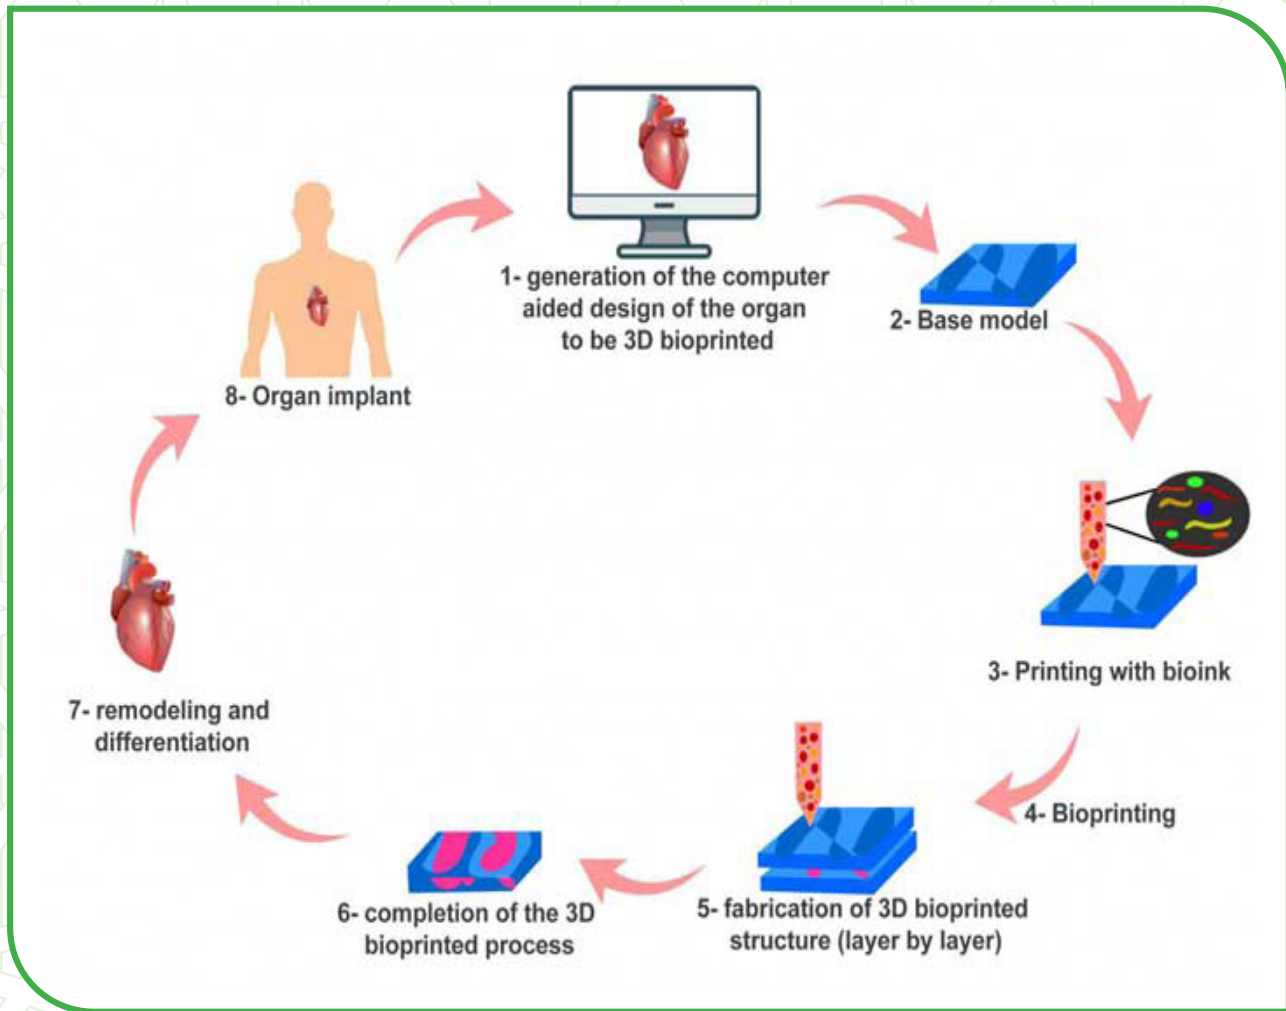 1- generation of the computer
aided design of the organ
to be 3D bioprinted
2- Base model
3- Printing with bioink
4- Bioprinting
5- fabrication of 3D bioprinted
structure (layer by layer)
6- completion of the 3D
bioprinted process
7- remodeling and
differentiation
8- Organ implant